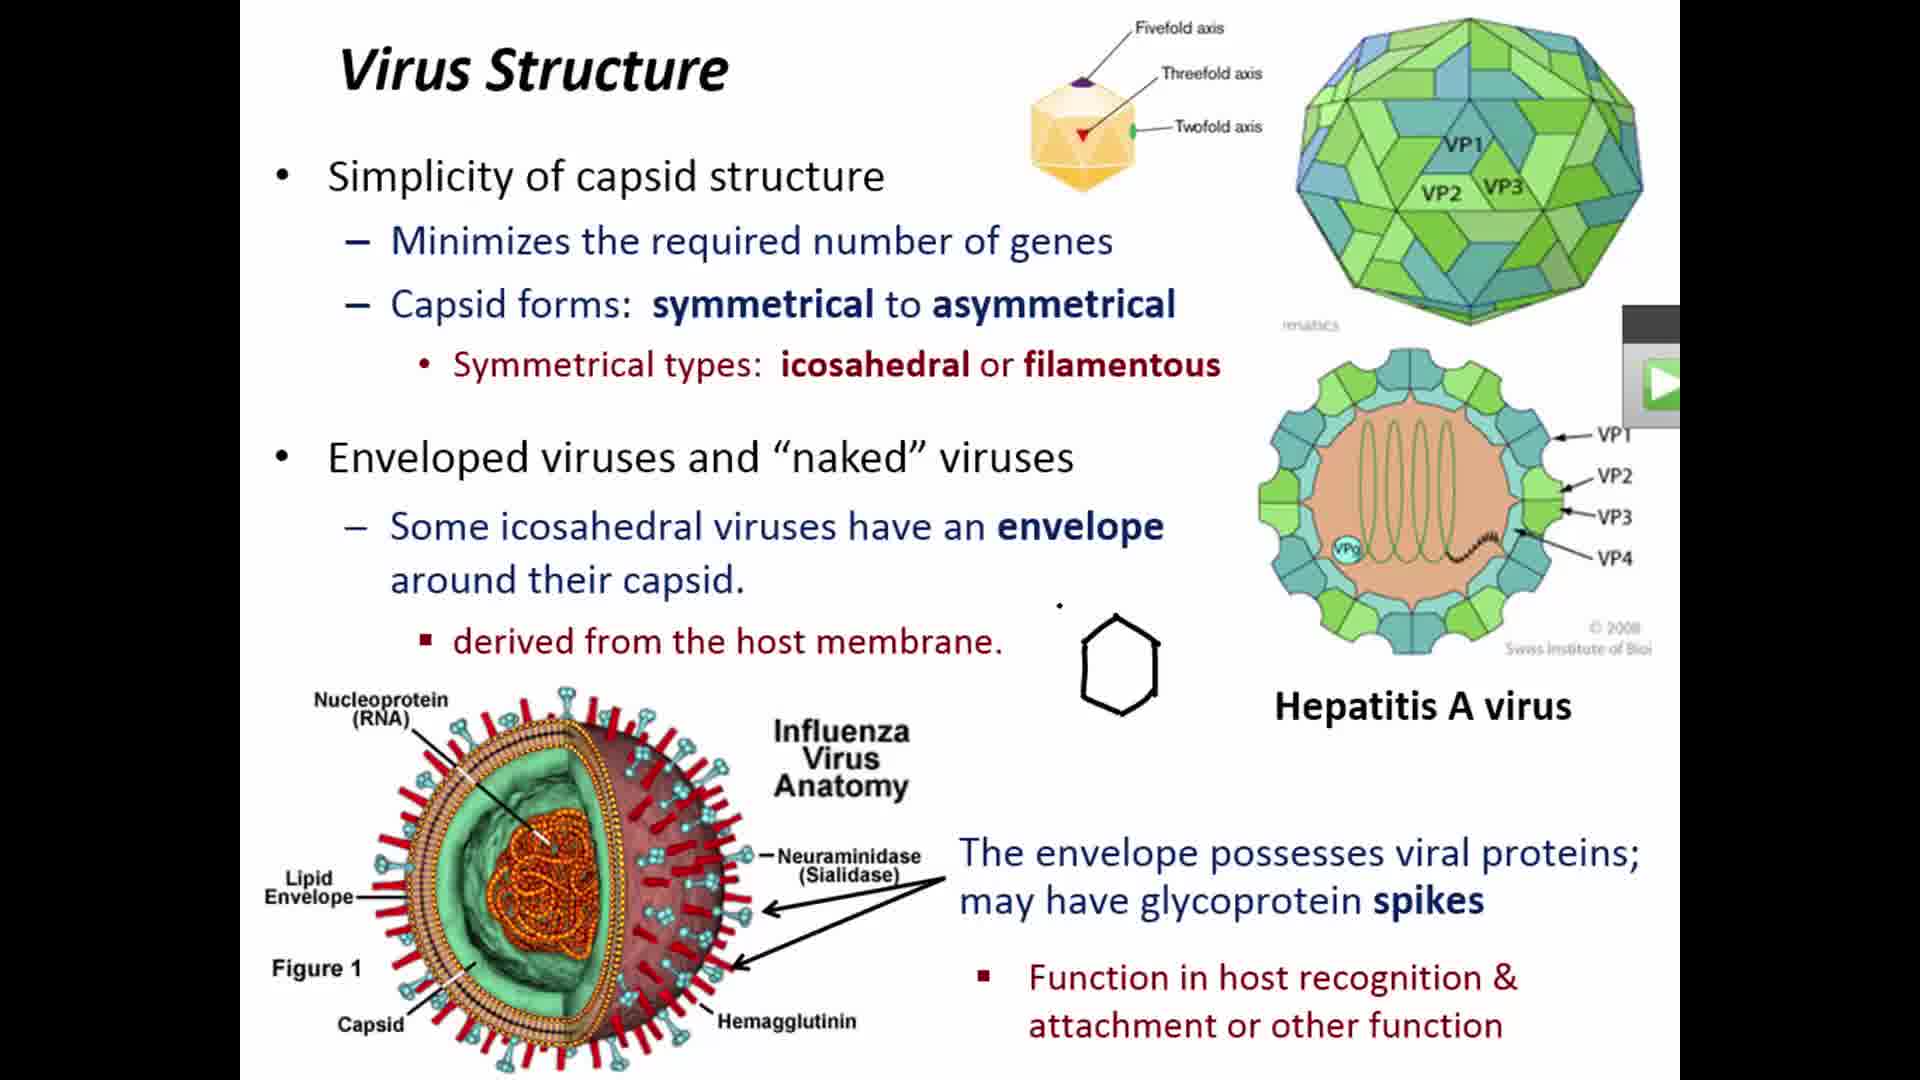 Virus Structure
Fivefold axis
Threefold axis
Twofold axis
VP1
VP2 VP3
• Simplicity of capsid structure
– Minimizes the required number of genes
– Capsid forms: symmetrical to asymmetrical
• Symmetrical types: icosahedral or filamentous
• Enveloped viruses and “naked” viruses
– Some icosahedral viruses have an envelope
around their capsid.
▪ derived from the host membrane.
VP1
VP2
VP3
VP4
VPg
© 2008
Swiss Institute of Bioi
Hepatitis A virus
Nucleoprotein
(RNA)
Influenza
Virus
Anatomy
Neuraminidase
(Sialidase)
Lipid
Envelope
Figure 1
Capsid
Hemagglutinin
The envelope possesses viral proteins;
may have glycoprotein spikes
▪ Function in host recognition &
attachment or other function